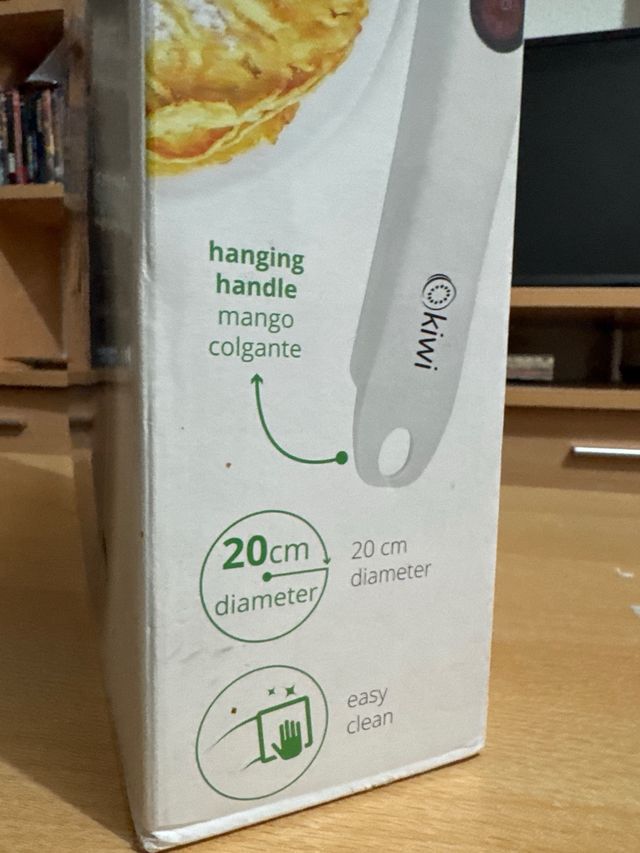 hanging
handle
mango
colgante
kiwi
20cm
diameter
20 cm
diameter
easy
clean